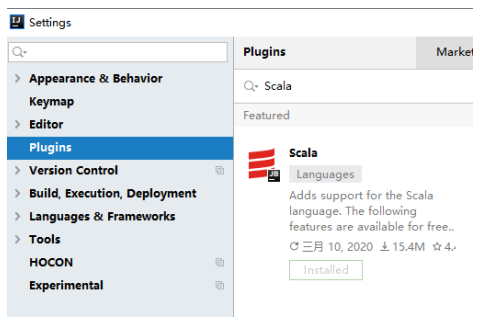 IJ Settings
Appearance & Behavior
Keymap
Editor
Plugins
Version Control
Build, Execution, Deployment
Languages & Frameworks
Tools
HOCON
Experimental
Plugins
Market
Scala
Featured
Scala
JB
Languages
Adds support for the Scala
language. The following
features are available for free..
三月 10, 2020 15.4M 4.
Installed